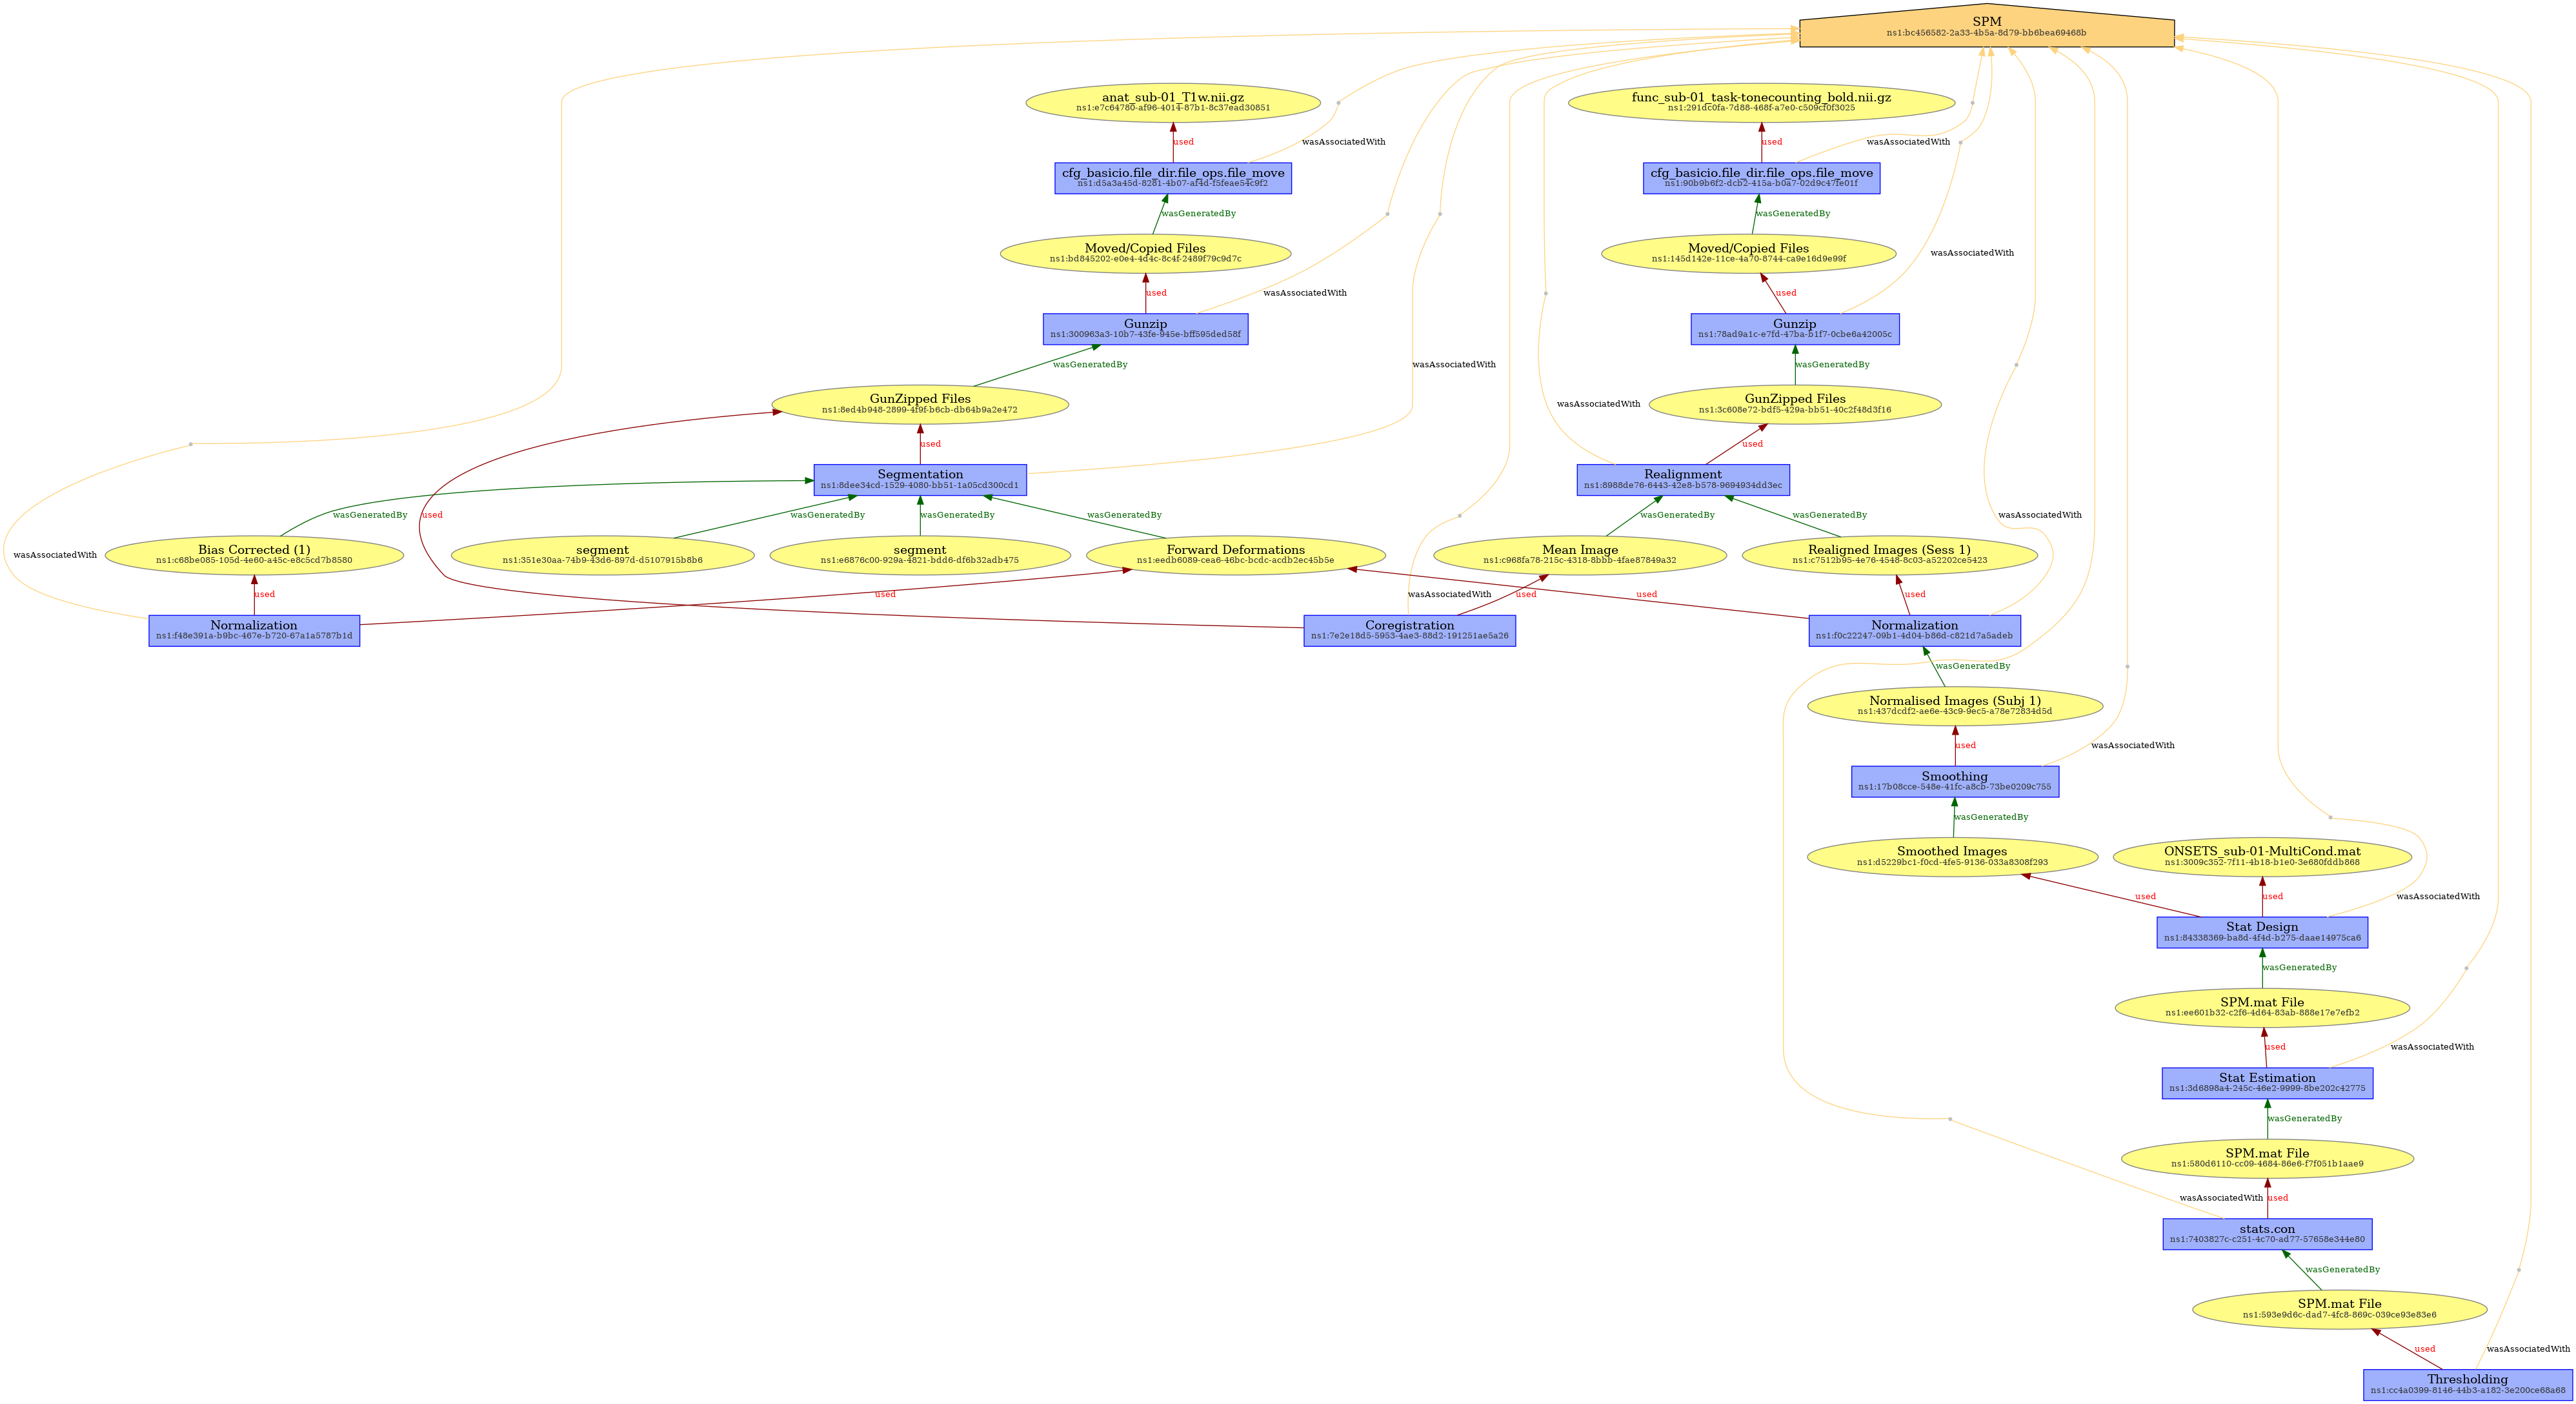 SPM
ns1:bc456582-2a33-4b5a-8d79-bb6bea69468b
anat_sub-01_T1w.nii.gz
ns1:e7c64780-af96-4014-87b1-8c37ead30851
func_sub-01_task-tonecounting_bold.nii.gz
ns1:291dc0fa-7d88-468f-a7e0-c509cf0f3025
used
wasAssociatedWith
used
wasAssociatedWith
cfg_basicio.file_dir.file_ops.file_move
ns1:d5a3a45d-8281-4b07-af4d-f5feae54c9f2
cfg_basicio.file_dir.file_ops.file_move
ns1:90b9b6f2-dcb2-415a-b0a7-02d9c47fe01f
wasGeneratedBy
wasGeneratedBy
Moved/Copied Files
ns1:bd845202-e0e4-4d4c-8c4f-2489f79c9d7c
Moved/Copied Files
ns1:145d142e-11ce-4a70-8744-ca9e16d9e99f
wasAssociatedWith
used
wasAssociatedWith
used
Gunzip
ns1:300963a3-10b7-43fe-945e-bff595ded58f
Gunzip
ns1:78ad9a1c-e7fd-47ba-b1f7-0cbe6a42005c
wasGeneratedBy
wasAssociatedWith
wasGeneratedBy
GunZipped Files
ns1:8ed4b948-2899-4f9f-b6cb-db64b9a2e472
wasAssociatedWith
GunZipped Files
ns1:3c608e72-bdf5-429a-bb51-40c2f48d3f16
used
used
Segmentation
ns1:8dee34cd-1529-4080-bb51-1a05cd300cd1
Realignment
ns1:8988de76-6443-42e8-b578-9694934dd3ec
wasGeneratedBy
used
wasGeneratedBy
wasGeneratedBy
wasGeneratedBy
wasGeneratedBy
wasGeneratedBy
wasAssociatedWith
wasAssociatedWith
Bias Corrected (1)
ns1:c68be085-105d-4e60-a45c-e8c5cd7b8580
segment
ns1:351e30aa-74b9-43d6-897d-d5107915b8b6
segment
ns1:e6876c00-929a-4821-bdd6-df6b32adb475
Forward Deformations
ns1:eedb6089-cea6-46bc-bcdc-acdb2ec45b5e
Mean Image
ns1:c968fa78-215c-4318-8bbb-4fae87849a32
Realigned Images (Sess 1)
ns1:c7512b95-4e76-4548-8c03-a52202ce5423
used
used
wasAssociatedWith
used
used
used
Normalization
ns1:f48e391a-b9bc-467e-b720-67a1a5787b1d
Coregistration
ns1:7e2e18d5-5953-4ae3-88d2-191251ae5a26
Normalization
ns1:f0c22247-09b1-4d04-b86d-c821d7a5adeb
wasGeneratedBy
Normalised Images (Subj 1)
ns1:437dcdf2-ae6e-43c9-9ec5-a78e72834d5d
used
wasAssociatedWith
Smoothing
ns1:17b08cce-548e-41fc-a8cb-73be0209c755
wasGeneratedBy
Smoothed Images
ns1:d5229bc1-f0cd-4fe5-9136-033a8308f293
ONSETS_sub-01-MultiCond.mat
ns1:3009c352-7f11-4b18-b1e0-3e680fddb868
used
used
wasAssociatedWith
Stat Design
ns1:84338369-ba8d-4f4d-b275-daae14975ca6
wasGeneratedBy
SPM.mat File
ns1:ee601b32-c2f6-4d64-83ab-888e17e7efb2
used
wasAssociatedWith
Stat Estimation
ns1:3d6898a4-245c-46e2-9999-8be202c42775
wasGeneratedBy
SPM.mat File
ns1:580d6110-cc09-4684-86e6-f7f051b1aae9
wasAssociatedWith
used
stats.con
ns1:7403827c-c251-4c70-ad77-57658e344e80
wasGeneratedBy
SPM.mat File
ns1:593e9d6c-dad7-4fc8-869c-039ce93e83e6
used
wasAssociatedWith
Thresholding
ns1:cc4a0399-8146-44b3-a182-3e200ce68a68